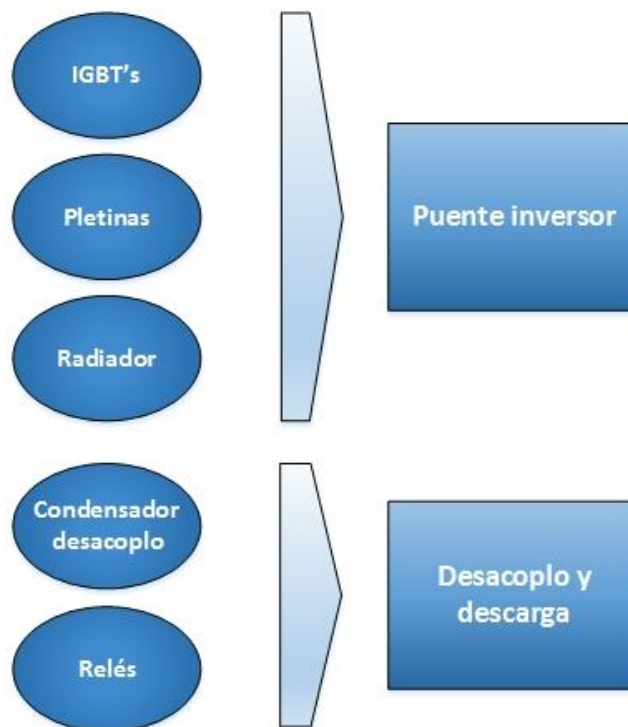 IGBT's
Pletinas
Radiador
Puente inversor
Condensador
desacoplo
Relés
Desacoplo y
descarga